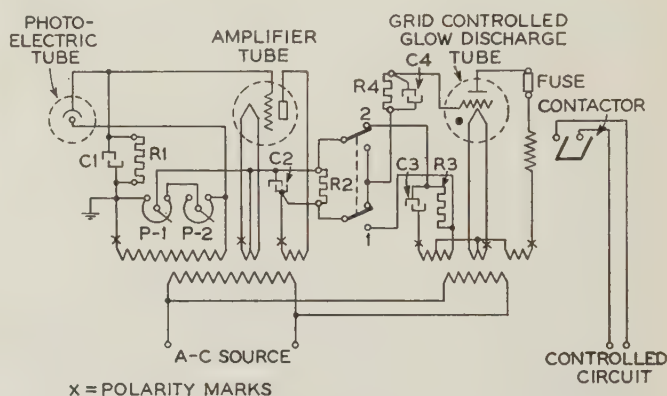 PHOTO-
ELECTRIC
TUBE
AMPLIFIER
TUBE
GRID CONTROLLED
GLOW DISCHARGE
TUBE
C4
R4
FUSE
CONTACTOR
2
C1
R1
C2
R2
C3
R3
P-1
P-2
1
A-C SOURCE
CONTROLLED
CIRCUIT
X = POLARITY MARKS